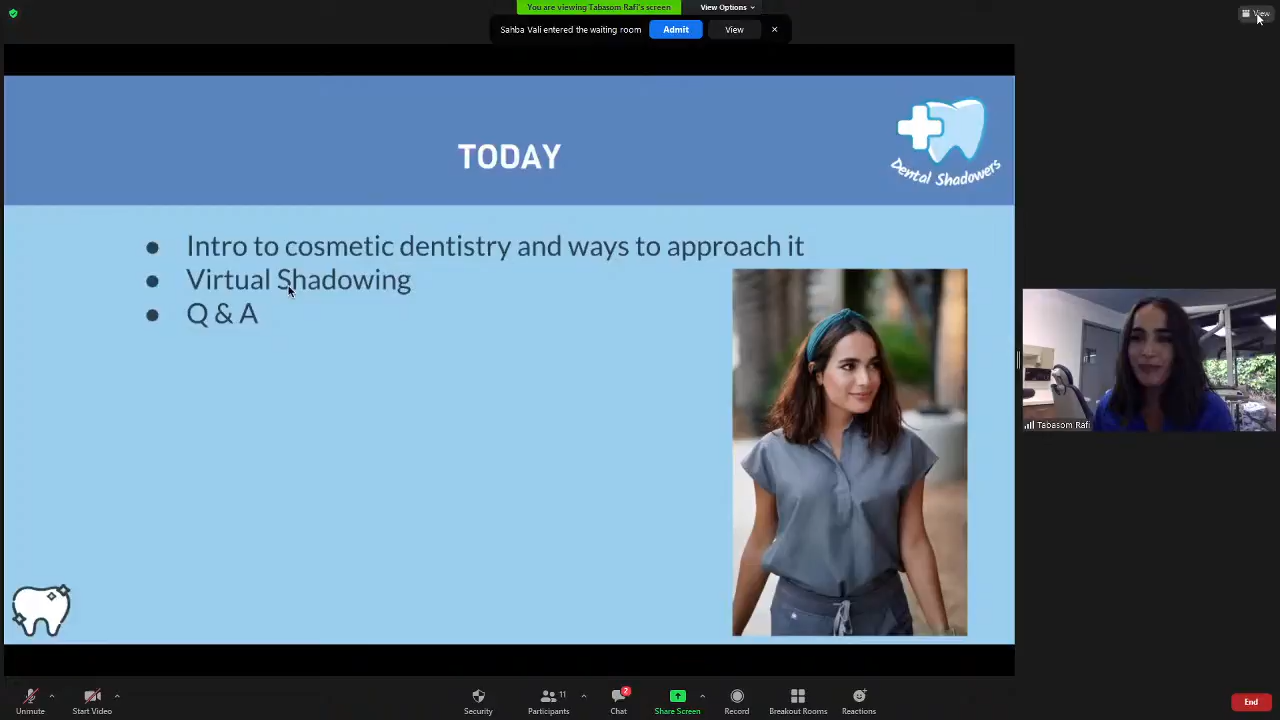 You are viewing Tabasom Rafi's screen
View Options
Sahba Vali entered the waiting room
Admit
View
View
TODAY
Dental Shadowers
Intro to cosmetic dentistry and ways to approach it
Virtual Shadowing
Q & A
Tabasom Rafi
Unmute
Start Video
Security
Participants
11
Chat
2
Share Screen
Record
Breakout Rooms
Reactions
End